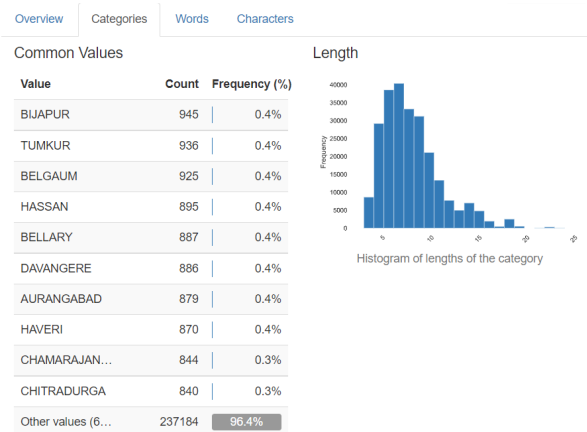 Overview Categories Words Characters
Common Values
Value Count Frequency (%)
BIJAPUR 945 0.4%
TUMKUR 936 0.4%
BELGAUM 925 0.4%
HASSAN 895 0.4%
BELLARY 887 0.4%
DAVANGERE 886 0.4%
AURANGABAD 879 0.4%
HAVERI 870 0.4%
CHAMARAJAN... 844 0.3%
CHITRADURGA 840 0.3%
Other values (6... 237184 96.4%
Length
40000
35000
30000
25000
20000
15000
10000
5000
0
Frequency
5 10 15 20 25
Histogram of lengths of the category